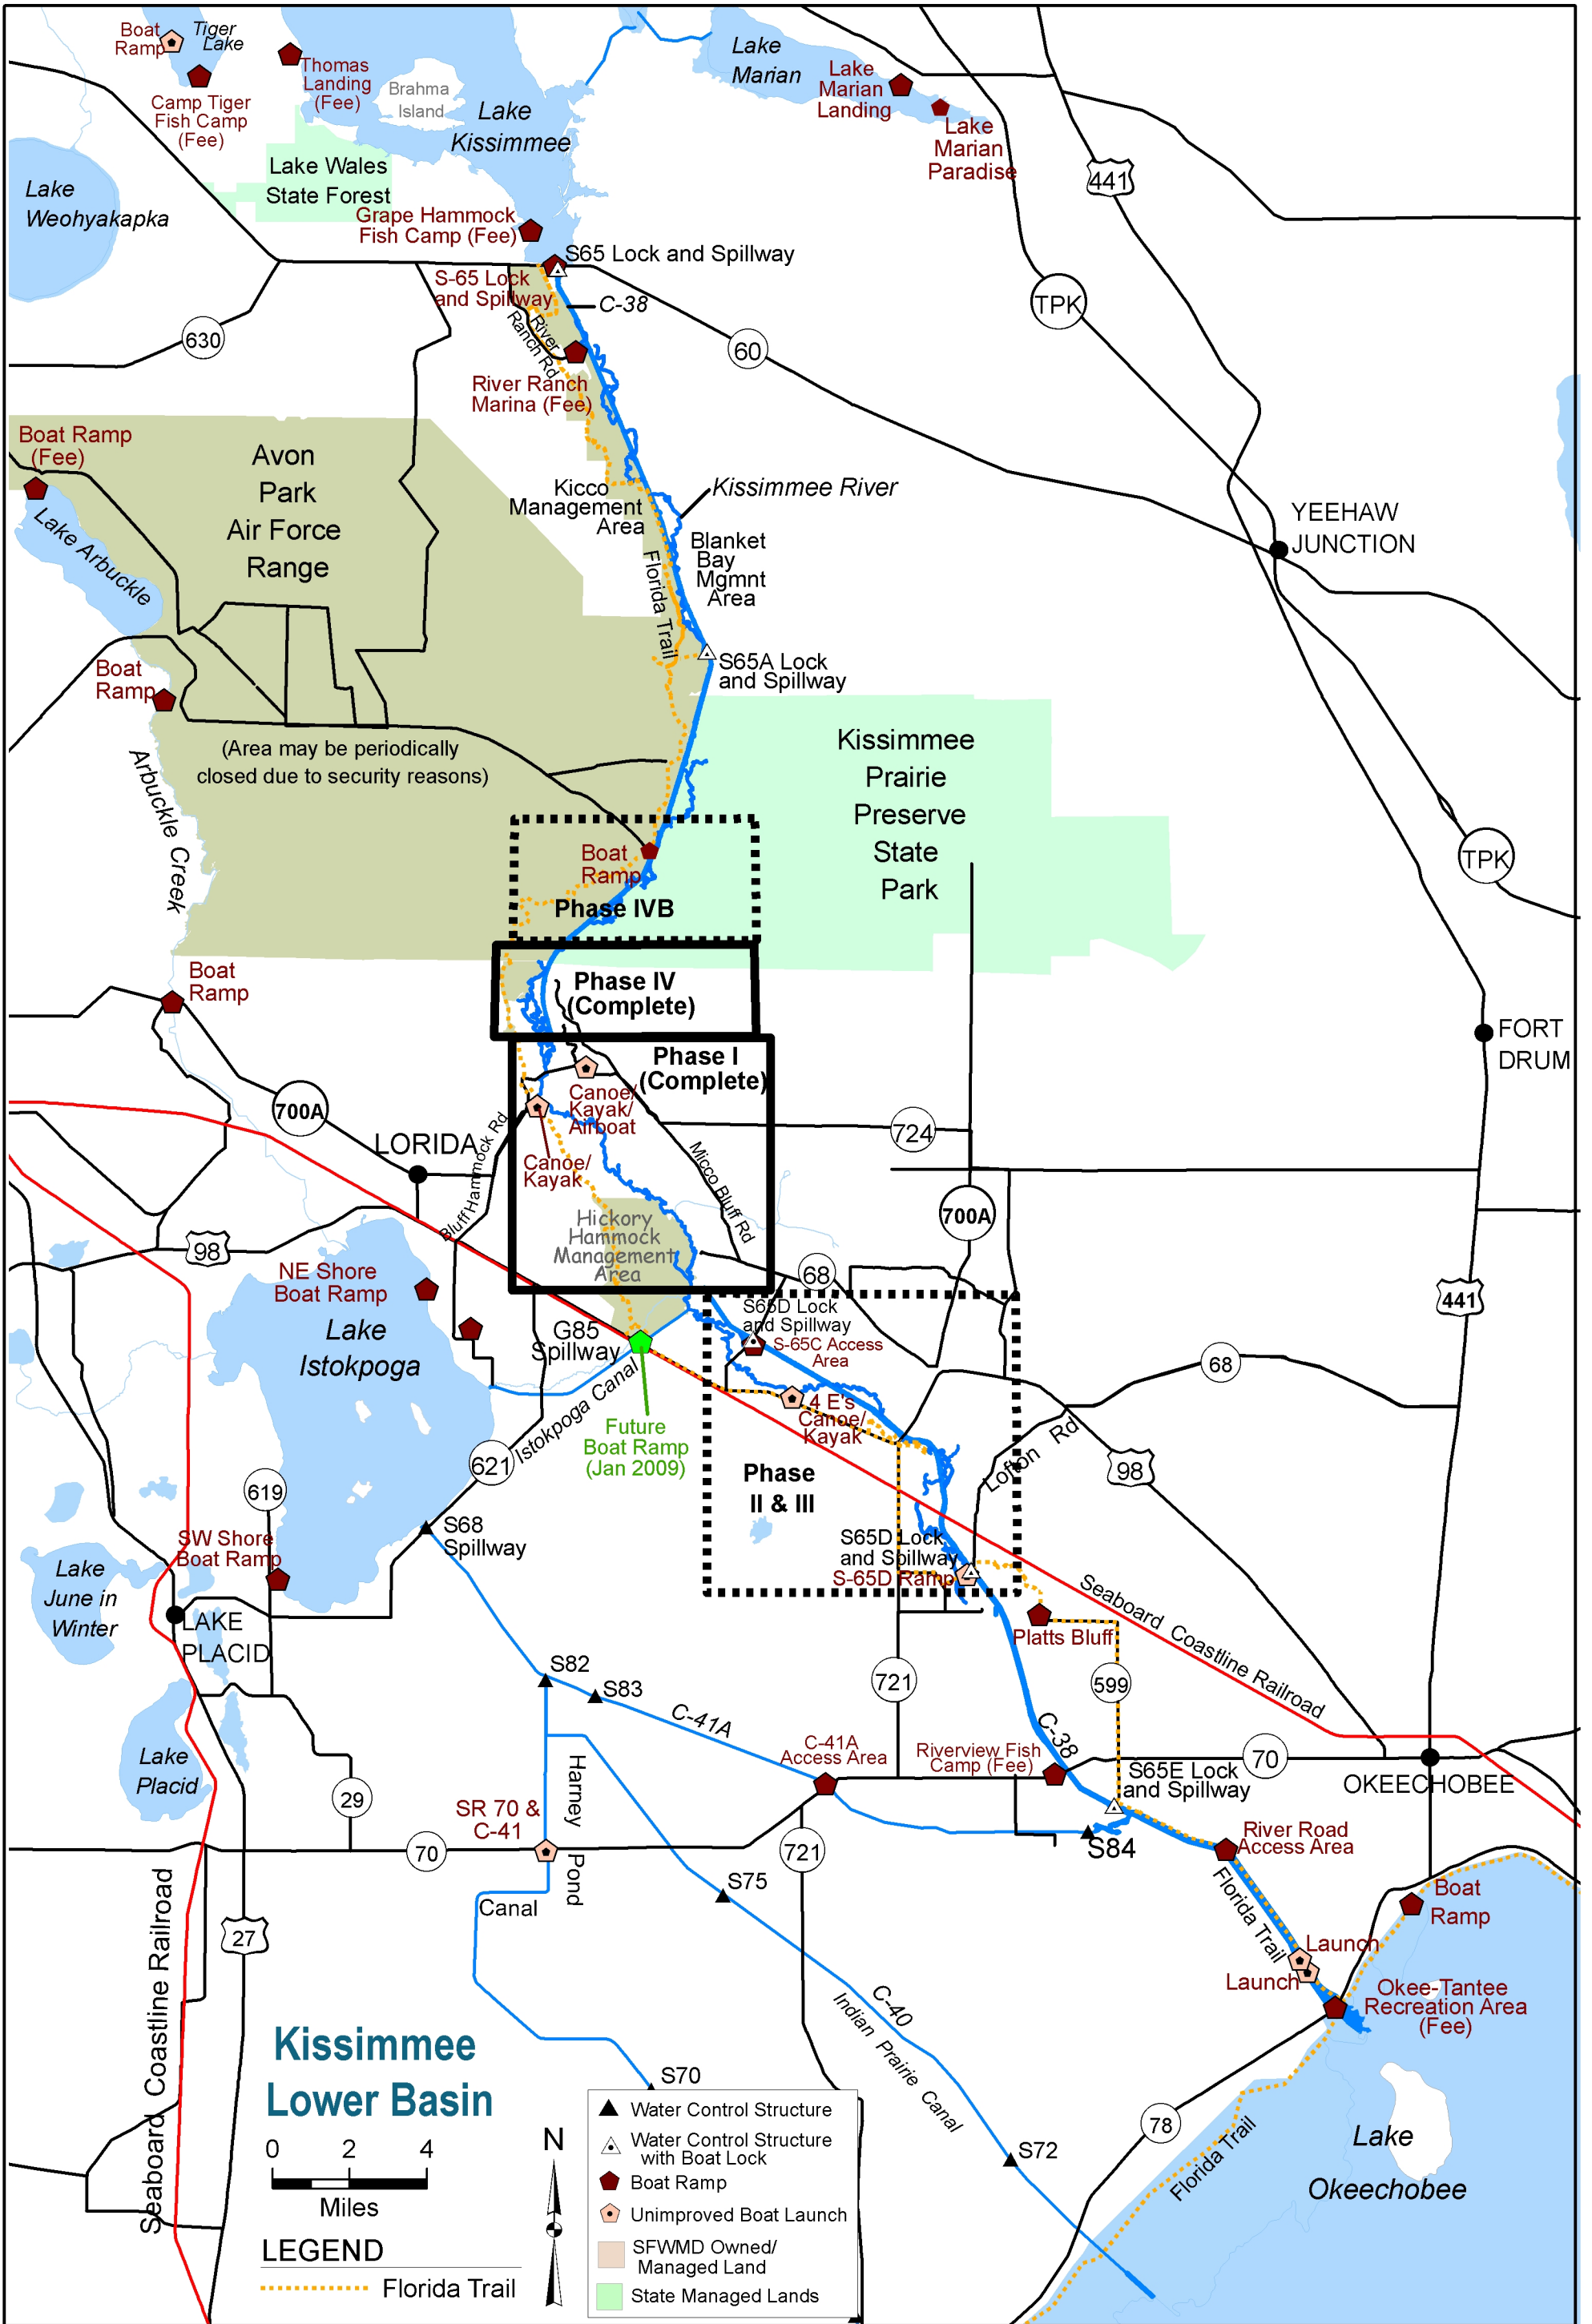 Boat
Ramp
Tiger
Lake
Camp Tiger
Fish Camp
(Fee)
Thomas
Landing
(Fee)
Brahma
Island
Lake
Kissimmee
Lake
Marian
Lake
Marian
Landing
Lake
Marian
Paradise
441
Lake
Weohyakapka
Lake Wales
State Forest
Grape Hammock
Fish Camp (Fee)
S65 Lock and Spillway
S-65 Lock
and Spillway
C-38
River
Ranch Rd
630
60
TPK
River Ranch
Marina (Fee)
Boat Ramp
(Fee)
Avon
Park
Air Force
Range
Lake Arbuckle
Kicco
Management
Area
Kissimmee River
Blanket
Bay
Mgmnt
Area
Florida Trail
YEEHAW
JUNCTION
Boat
Ramp
S65A Lock
and Spillway
(Area may be periodically
closed due to security reasons)
Arbuckle Creek
Kissimmee
Prairie
Preserve
State
Park
TPK
Boat
Ramp
Phase IVB
Boat
Ramp
Phase IV
(Complete)
FORT
DRUM
Phase I
(Complete)
Canoe/
Kayak/
Airboat
Canoe/
Kayak
700A
LORIDA
Bluff Hammock Rd
Micco Bluff Rd
724
700A
Hickory
Hammock
Management
Area
98
NE Shore
Boat Ramp
Lake
Istokpoga
68
441
S65D Lock
and Spillway
S-65C Access
Area
G85
Spillway
68
Istokpoga Canal
Future
Boat Ramp
(Jan 2009)
4 E's
Canoe/
Kayak
Lofton Rd
98
621
619
Phase
II & III
S68
Spillway
SW Shore
Boat Ramp
S65D Lock
and Spillway
S-65D Ramp
Lake
June in
Winter
LAKE
PLACID
Platts Bluff
Seaboard Coastline Railroad
S82
S83
C-41A
721
599
C-38
Lake
Placid
C-41A
Access Area
Riverview Fish
Camp (Fee)
70
S65E Lock
and Spillway
OKEECHOBEE
29
Harney
Pond
Canal
SR 70 &
C-41
70
721
S84
River Road
Access Area
S75
Florida Trail
Boat
Ramp
Launch
Launch
Okee-Tantee
Recreation Area
(Fee)
27
Seaboard Coastline Railroad
C-40
Indian Prairie Canal
Kissimmee
Lower Basin
0 2 4
Miles
N
S70
S72
78
Florida Trail
Lake
Okeechobee
LEGEND
Florida Trail
Water Control Structure
Water Control Structure
with Boat Lock
Boat Ramp
Unimproved Boat Launch
SFWMD Owned/
Managed Land
State Managed Lands